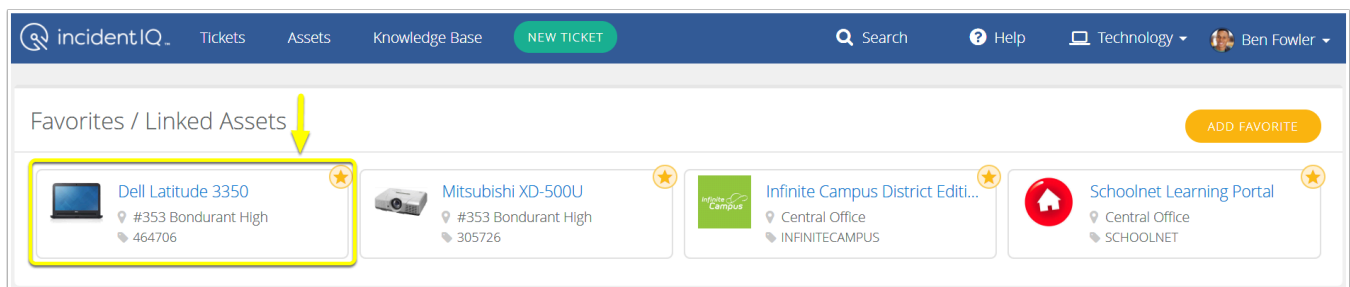 incidentIQ™ Tickets Assets Knowledge Base NEW TICKET Search Help Technology Ben Fowler
Favorites / Linked Assets
ADD FAVORITE
Dell Latitude 3350
#353 Bondurant High
464706
Mitsubishi XD-500U
#353 Bondurant High
305726
Infinite Campus
Infinite Campus District Editi...
Central Office
INFINITECAMPUS
Schoolnet Learning Portal
Central Office
SCHOOLNET